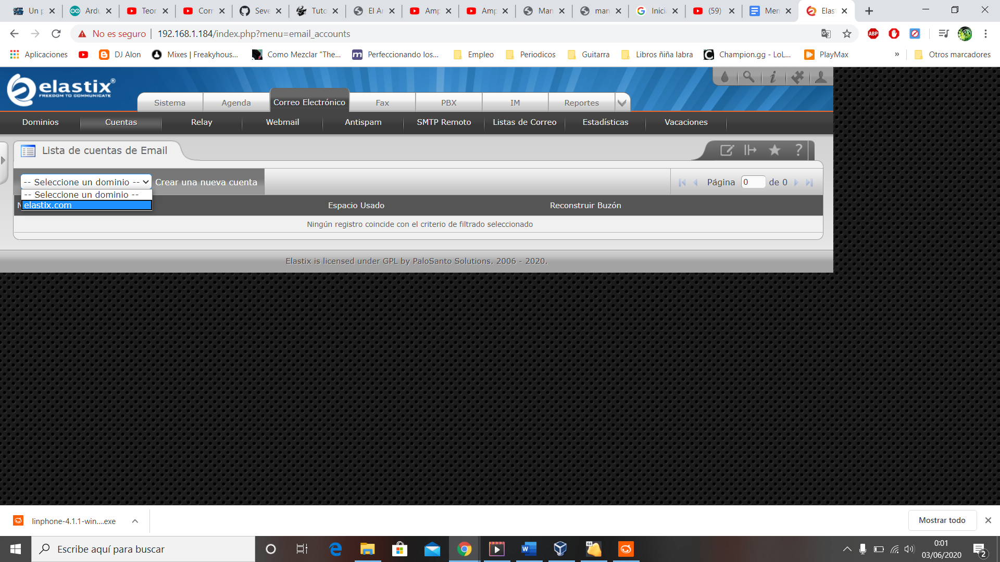 Un p
Ardu
Teor
Corr
Seve
Tuto
El Ar
Amp
Amp
Man
man
Inicia
(59)
Men
Elast
No es seguro
192.168.1.184/index.php?menu=email_accounts
ABP
Aplicaciones
DJ Alon
Mixes | Freakyhous...
Como Mezclar "The...
Perfeccionando los...
Empleo
Periodicos
Guitarra
Libros ñiña labra
Champion.gg - LoL...
PlayMax
»
Otros marcadores
elastix®
FREEDOM TO COMMUNICATE
Sistema
Agenda
Correo Electrónico
Fax
PBX
IM
Reportes
Dominios
Cuentas
Relay
Webmail
Antispam
SMTP Remoto
Listas de Correo
Estadísticas
Vacaciones
Lista de cuentas de Email
-- Seleccione un dominio --
Crear una nueva cuenta
Página 0 de 0
-- Seleccione un dominio --
elastix.com
Espacio Usado
Reconstruir Buzón
Ningún registro coincide con el criterio de filtrado seleccionado
Elastix is licensed under GPL by PaloSanto Solutions. 2006 - 2020.
linphone-4.1.1-win....exe
Mostrar todo
Escribe aquí para buscar
64
0:01
03/06/2020
2